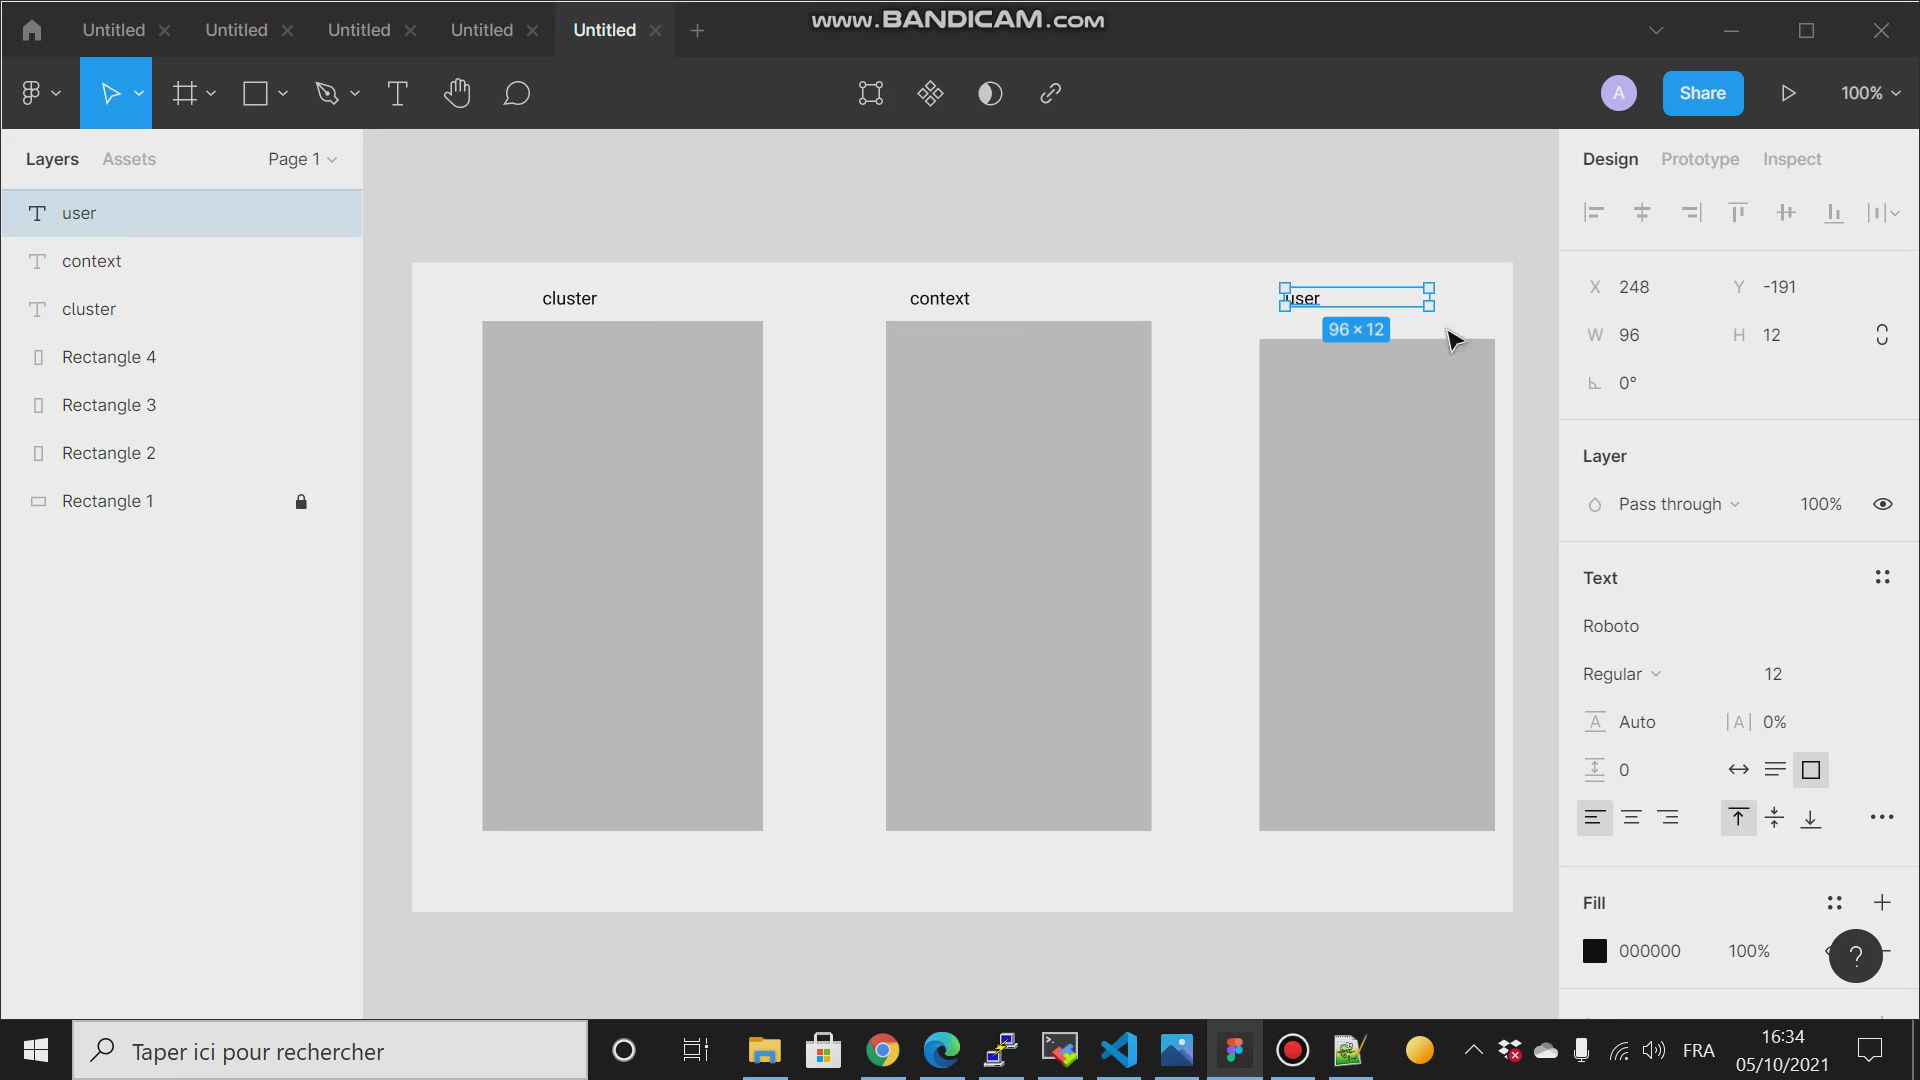 www.BANDICAM.com
Untitled Untitled Untitled Untitled Untitled
A Share 100%
Layers Assets Page 1
user
context
cluster
Rectangle 4
Rectangle 3
Rectangle 2
Rectangle 1
cluster context user
96 × 12
Design Prototype Inspect
X 248 Y -191
W 96 H 12
0°
Layer
Pass through 100%
Text
Roboto
Regular 12
A Auto |A| 0%
0
Fill
000000 100%
?
Taper ici pour rechercher
FRA
16:34
05/10/2021